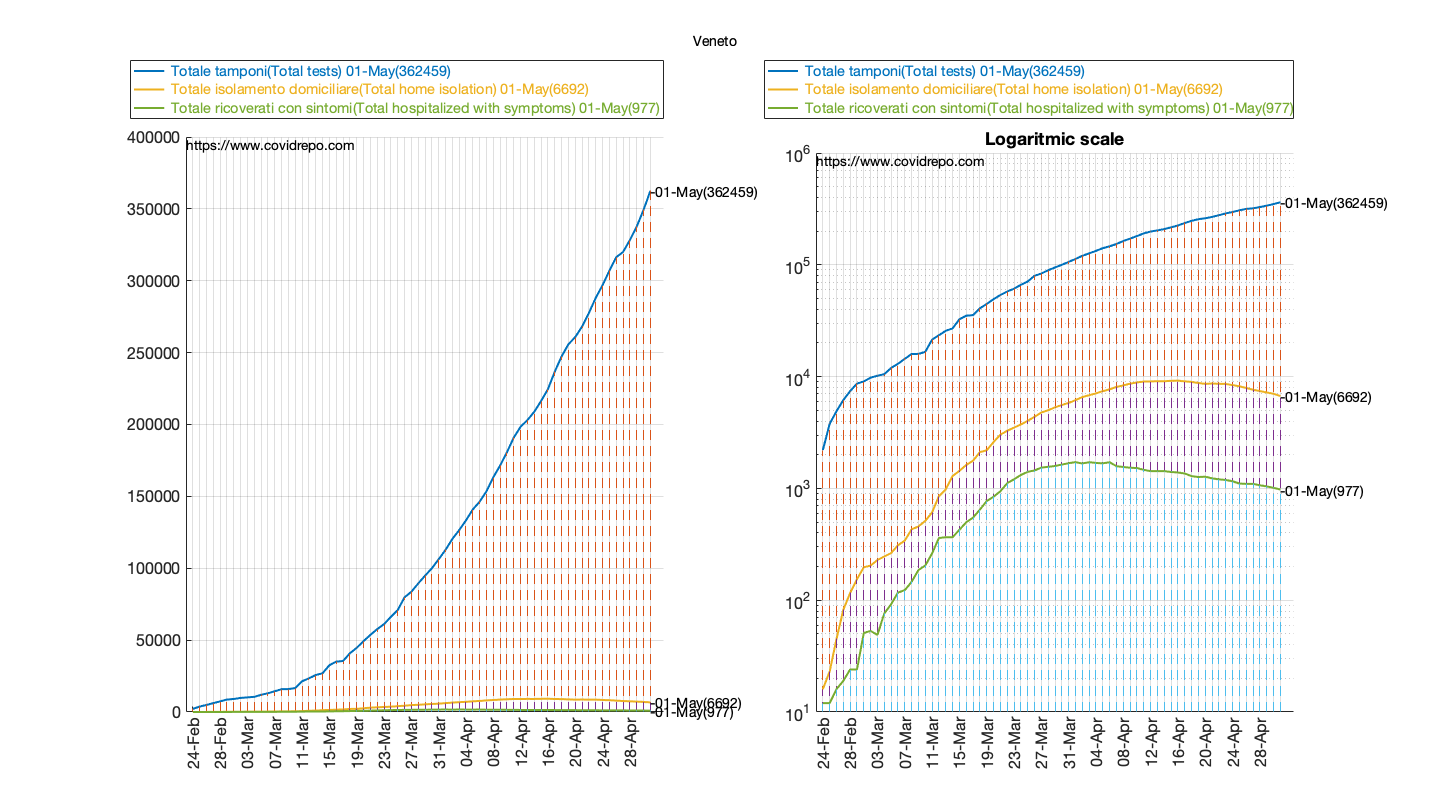 Veneto
Totale tamponi(Total tests) 01-May(362459)
Totale isolamento domiciliare(Total home isolation) 01-May(6692)
Totale ricoverati con sintomi(Total hospitalized with symptoms) 01-May(977)
400000
350000
300000
250000
200000
150000
100000
50000
0
https://www.covidrepo.com
01-May(362459)
01-May(6692)
01-May(977)
24-Feb
28-Feb
03-Mar
07-Mar
11-Mar
15-Mar
19-Mar
23-Mar
27-Mar
31-Mar
04-Apr
08-Apr
12-Apr
16-Apr
20-Apr
24-Apr
28-Apr
Totale tamponi(Total tests) 01-May(362459)
Totale isolamento domiciliare(Total home isolation) 01-May(6692)
Totale ricoverati con sintomi(Total hospitalized with symptoms) 01-May(977)
Logaritmic scale
10^6
10^5
10^4
10^3
10^2
10^1
https://www.covidrepo.com
01-May(362459)
01-May(6692)
01-May(977)
24-Feb
28-Feb
03-Mar
07-Mar
11-Mar
15-Mar
19-Mar
23-Mar
27-Mar
31-Mar
04-Apr
08-Apr
12-Apr
16-Apr
20-Apr
24-Apr
28-Apr